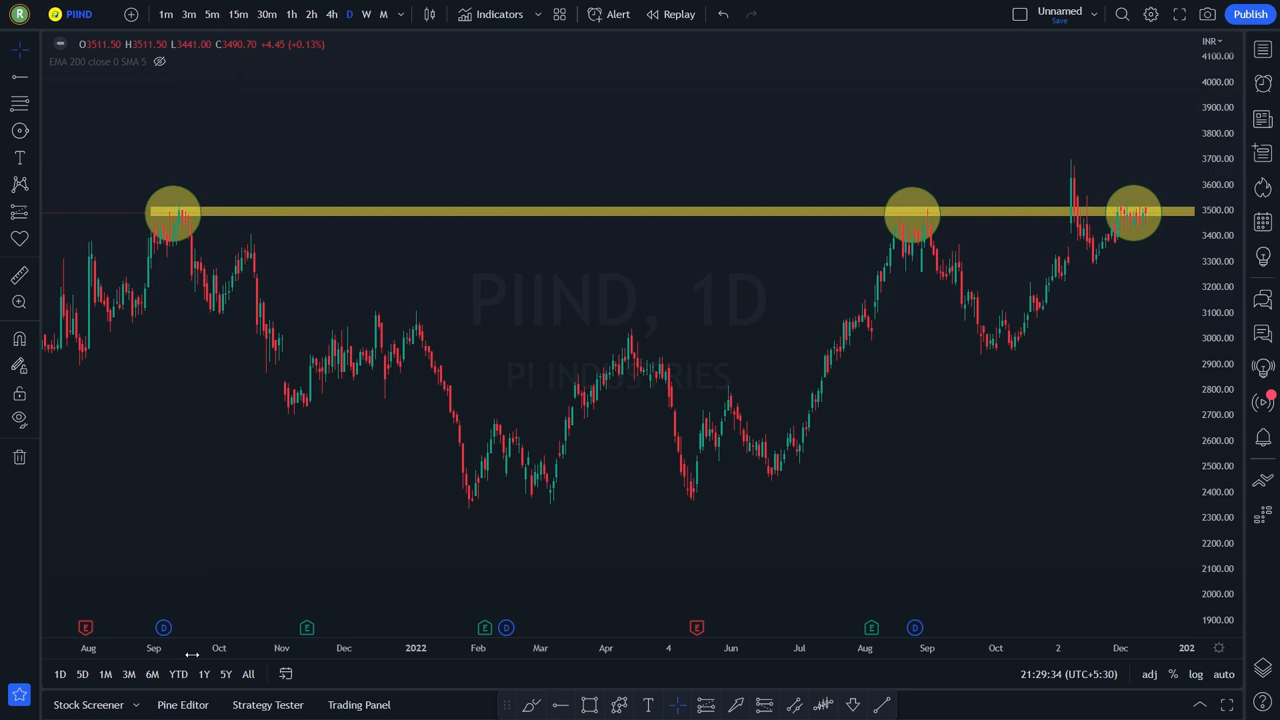 R PIIND 1m 3m 5m 15m 30m 1h 2h 4h D W M Indicators Alert Replay Unnamed Save Publish
O3511.50 H3511.50 L3441.00 C3490.70 +4.45 (+0.13%)
EMA 200 close 0 SMA 5
INR
4100.00
4000.00
3900.00
3800.00
3700.00
3600.00
3500.00
3400.00
3300.00
3200.00
3100.00
3000.00
2900.00
2800.00
2700.00
2600.00
2500.00
2400.00
2300.00
2200.00
2100.00
2000.00
1900.00
PIIND, 1D
PI INDUSTRIES
E D E E D E E D
Aug Sep Oct Nov Dec 2022 Feb Mar Apr 4 Jun Jul Aug Sep Oct 2 Dec 202
1D 5D 1M 3M 6M YTD 1Y 5Y All 21:29:34 (UTC+5:30) adj % log auto
Stock Screener Pine Editor Strategy Tester Trading Panel